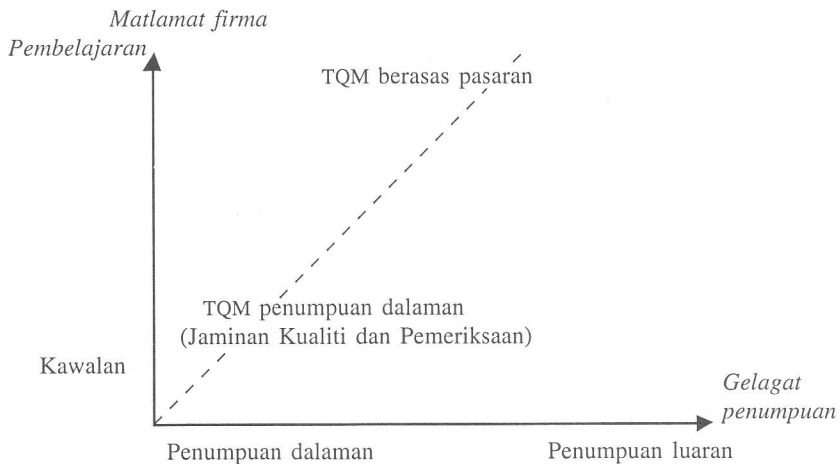 Matlamat firma
Pembelajaran
TQM berasas pasaran
TQM penumpuan dalaman
(Jaminan Kualiti dan Pemeriksaan)
Kawalan
Gelagat
penumpuan
Penumpuan dalaman
Penumpuan luaran